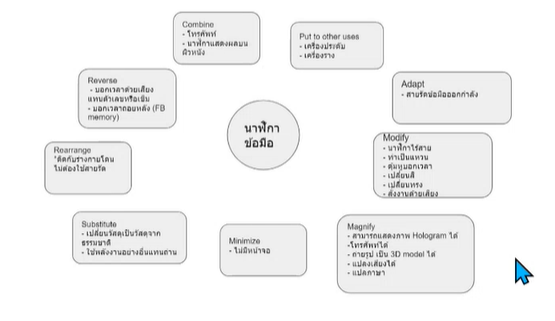 Combine
- โทรศัพท์
- นาฬิกาแสดงผลบน
ผิวหนัง
Put to other uses
- เครื่องประดับ
- เครื่องราง
Reverse
- บอกเวลาด้วยเสียง
แทนตัวเลขหรือเข็ม
- บอกเวลาถอยหลัง (FB
memory)
Adapt
- สายรัดข้อมือออกกำลัง
นาฬิกา
ข้อมือ
Rearrange
*ติดกับร่างกายโดน
ไม่ต้องใช้สายรัด
Modify
- นาฬิกาไร้สาย
- ทำเป็นแหวน
- ตุ้มหูบอกเวลา
- เปลี่ยนสี
- เปลี่ยนทรง
- สั่งงานด้วยเสียง
Substitute
- เปลี่ยนวัสดุเป็นวัสดุจาก
ธรรมชาติ
- ใช้พลังงานอย่างอื่นแทนถ่าน
Minimize
- ไม่มีหน้าจอ
Magnify
- สามารถแสดงภาพ Hologram ได้
-โทรศัพท์ได้
- ถ่ายรูป เป็น 3D model ได้
- แปลงเสียงได้
- แปลภาษา